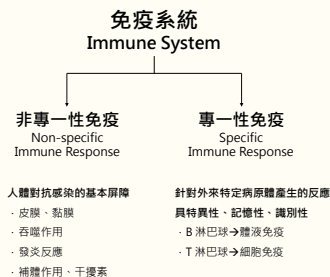 免疫系統
Immune System
非專一性免疫
Non-specific
Immune Response
人體對抗感染的基本屏障
· 皮膜、黏膜
· 吞噬作用
· 發炎反應
· 補體作用、干擾素
專一性免疫
Specific
Immune Response
針對外來特定病原體產生的反應
具特異性、記憶性、識別性
· B 淋巴球→體液免疫
· T 淋巴球→細胞免疫